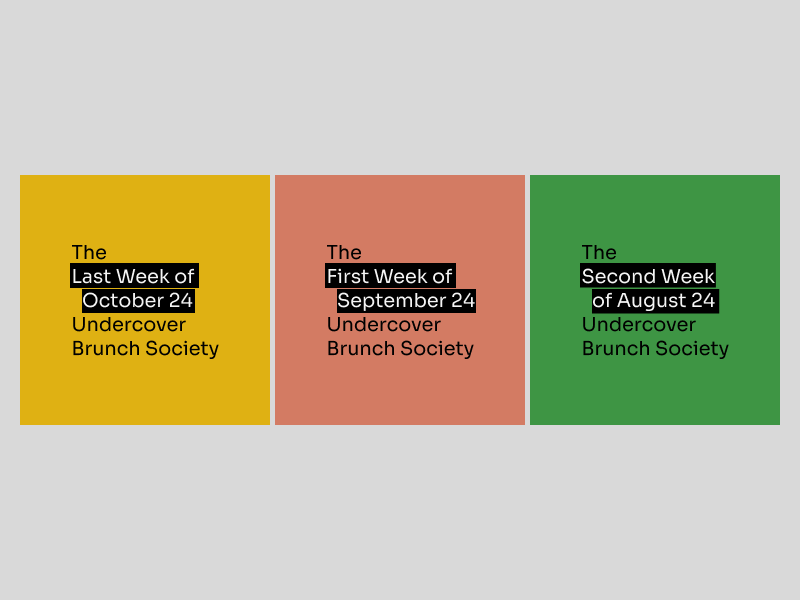 The
Last Week of
October 24
Undercover
Brunch Society
The
First Week of
September 24
Undercover
Brunch Society
The
Second Week
of August 24
Undercover
Brunch Society